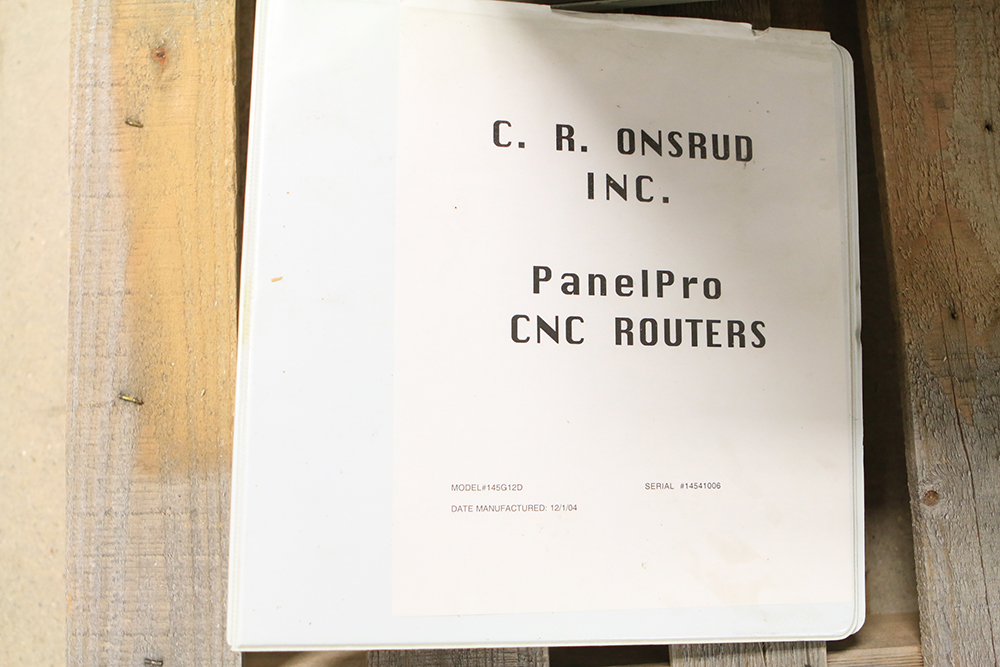 C. R. ONSRUD
INC.
PanelPro
CNC ROUTERS
MODEL#145G12D SERIAL #14541006
DATE MANUFACTURED: 12/1/04